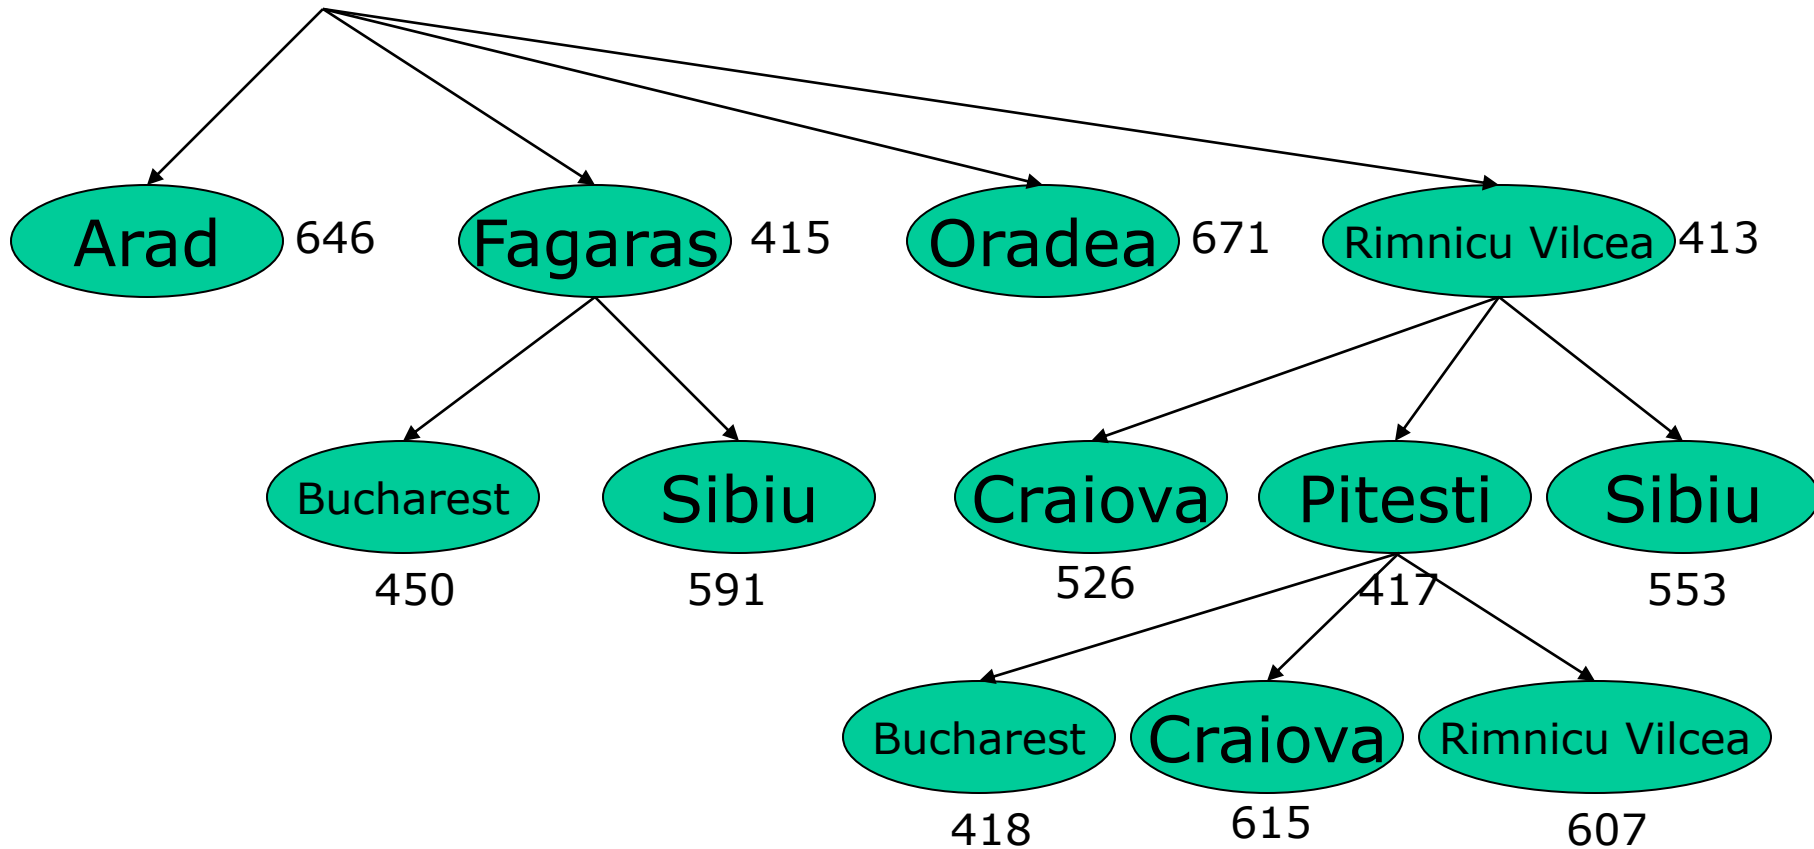 Arad 646 Fagaras 415 Oradea 671 Rimnicu Vilcea 413
Bucharest Sibiu Craiova Pitesti Sibiu
450 591 526 417 553
Bucharest Craiova Rimnicu Vilcea
418 615 607